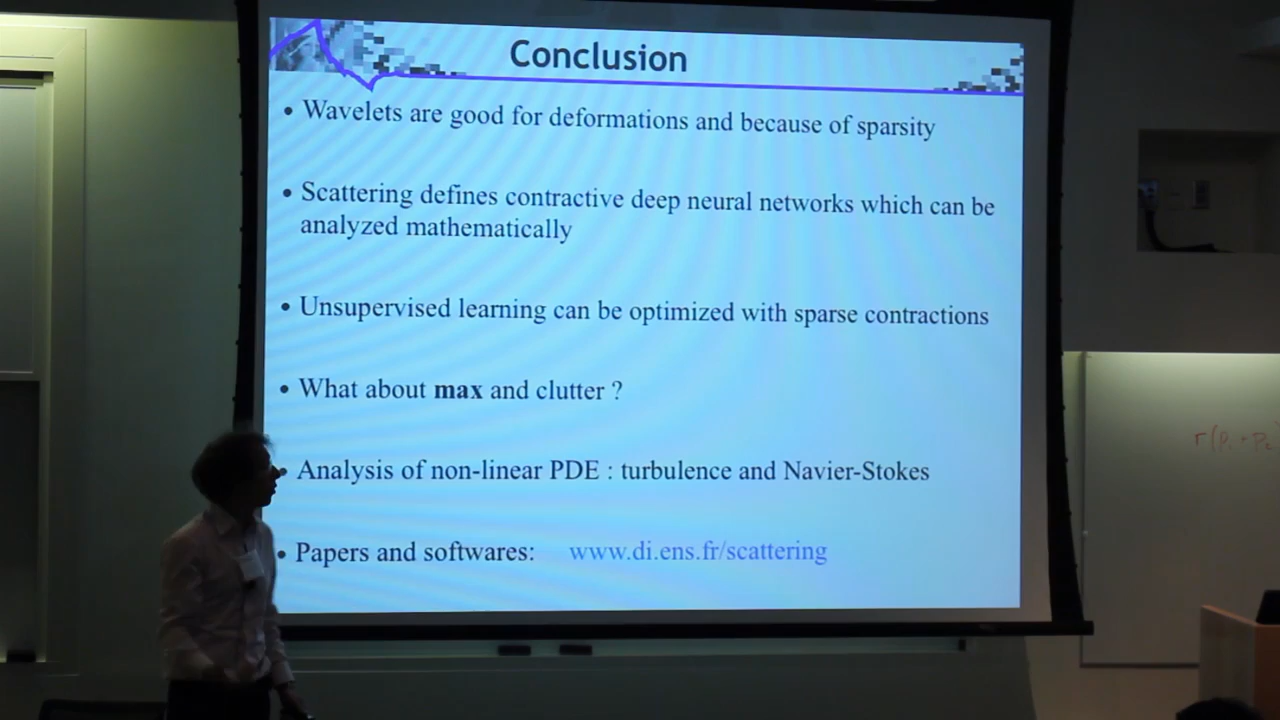 Conclusion
• Wavelets are good for deformations and because of sparsity
• Scattering defines contractive deep neural networks which can be
analyzed mathematically
• Unsupervised learning can be optimized with sparse contractions
• What about max and clutter ?
• Analysis of non-linear PDE : turbulence and Navier-Stokes
• Papers and softwares: www.di.ens.fr/scattering